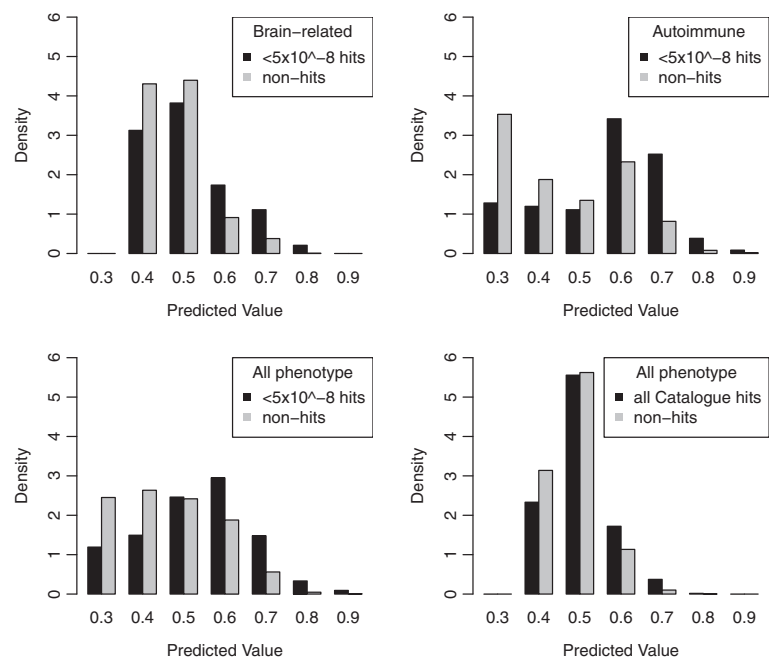 Brain−related
<5x10^−8 hits
non−hits
Density
0 1 2 3 4 5 6
0.3 0.4 0.5 0.6 0.7 0.8 0.9
Predicted Value
Autoimmune
<5x10^−8 hits
non−hits
Density
0 1 2 3 4 5 6
0.3 0.4 0.5 0.6 0.7 0.8 0.9
Predicted Value
All phenotype
<5x10^−8 hits
non−hits
Density
0 1 2 3 4 5 6
0.3 0.4 0.5 0.6 0.7 0.8 0.9
Predicted Value
All phenotype
all Catalogue hits
non−hits
Density
0 1 2 3 4 5 6
0.3 0.4 0.5 0.6 0.7 0.8 0.9
Predicted Value